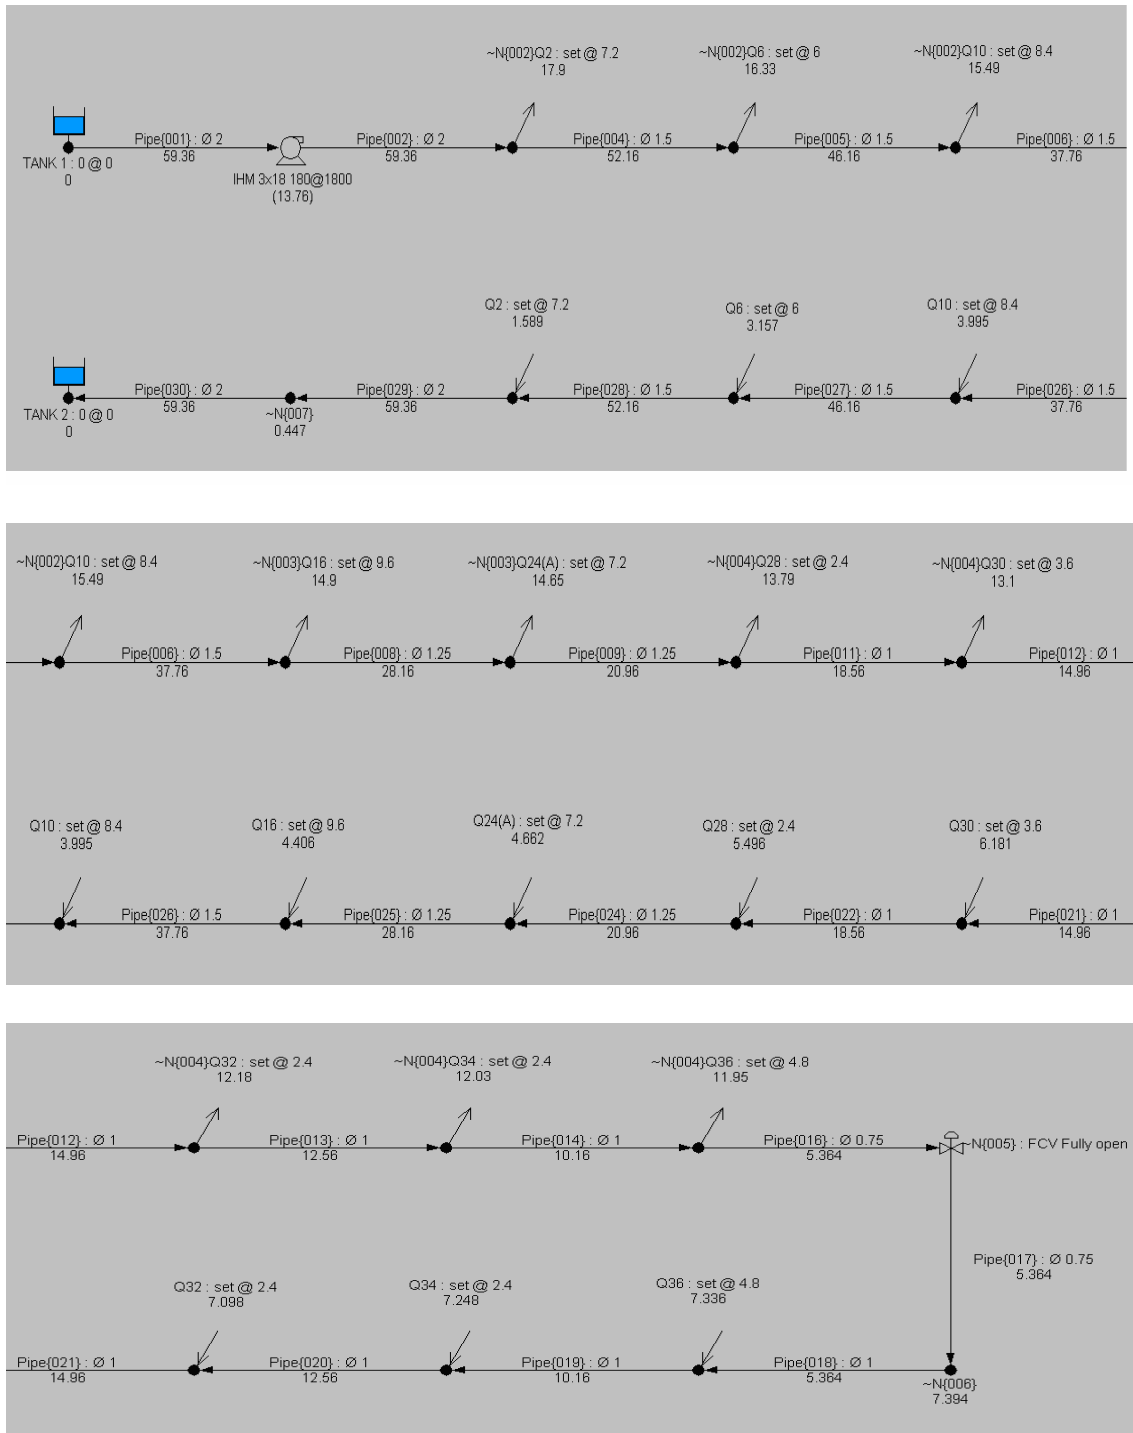 ~N{002}Q2 : set @ 7.2
17.9
~N{002}Q6 : set @ 6
16.33
~N{002}Q10 : set @ 8.4
15.49
Pipe{001} : Ø 2
59.36
Pipe{002} : Ø 2
59.36
Pipe{004} : Ø 1.5
52.16
Pipe{005} : Ø 1.5
46.16
Pipe{006} : Ø 1.5
37.76
TANK 1 : 0 @ 0
0
IHM 3x18 180@1800
(13.76)
Q2 : set @ 7.2
1.589
Q6 : set @ 6
3.157
Q10 : set @ 8.4
3.995
Pipe{030} : Ø 2
59.36
Pipe{029} : Ø 2
59.36
Pipe{028} : Ø 1.5
52.16
Pipe{027} : Ø 1.5
46.16
Pipe{026} : Ø 1.5
37.76
TANK 2 : 0 @ 0
0
~N{007}
0.447
~N{002}Q10 : set @ 8.4
15.49
~N{003}Q16 : set @ 9.6
14.9
~N{003}Q24(A) : set @ 7.2
14.65
~N{004}Q28 : set @ 2.4
13.79
~N{004}Q30 : set @ 3.6
13.1
Pipe{006} : Ø 1.5
37.76
Pipe{008} : Ø 1.25
28.16
Pipe{009} : Ø 1.25
20.96
Pipe{011} : Ø 1
18.56
Pipe{012} : Ø 1
14.96
Q10 : set @ 8.4
3.995
Q16 : set @ 9.6
4.406
Q24(A) : set @ 7.2
4.662
Q28 : set @ 2.4
5.496
Q30 : set @ 3.6
6.181
Pipe{026} : Ø 1.5
37.76
Pipe{025} : Ø 1.25
28.16
Pipe{024} : Ø 1.25
20.96
Pipe{022} : Ø 1
18.56
Pipe{021} : Ø 1
14.96
~N{004}Q32 : set @ 2.4
12.18
~N{004}Q34 : set @ 2.4
12.03
~N{004}Q36 : set @ 4.8
11.95
Pipe{012} : Ø 1
14.96
Pipe{013} : Ø 1
12.56
Pipe{014} : Ø 1
10.16
Pipe{016} : Ø 0.75
5.364
~N{005} : FCV Fully open
Pipe{017} : Ø 0.75
5.364
Q32 : set @ 2.4
7.098
Q34 : set @ 2.4
7.248
Q36 : set @ 4.8
7.336
Pipe{021} : Ø 1
14.96
Pipe{020} : Ø 1
12.56
Pipe{019} : Ø 1
10.16
Pipe{018} : Ø 1
5.364
~N{006}
7.394